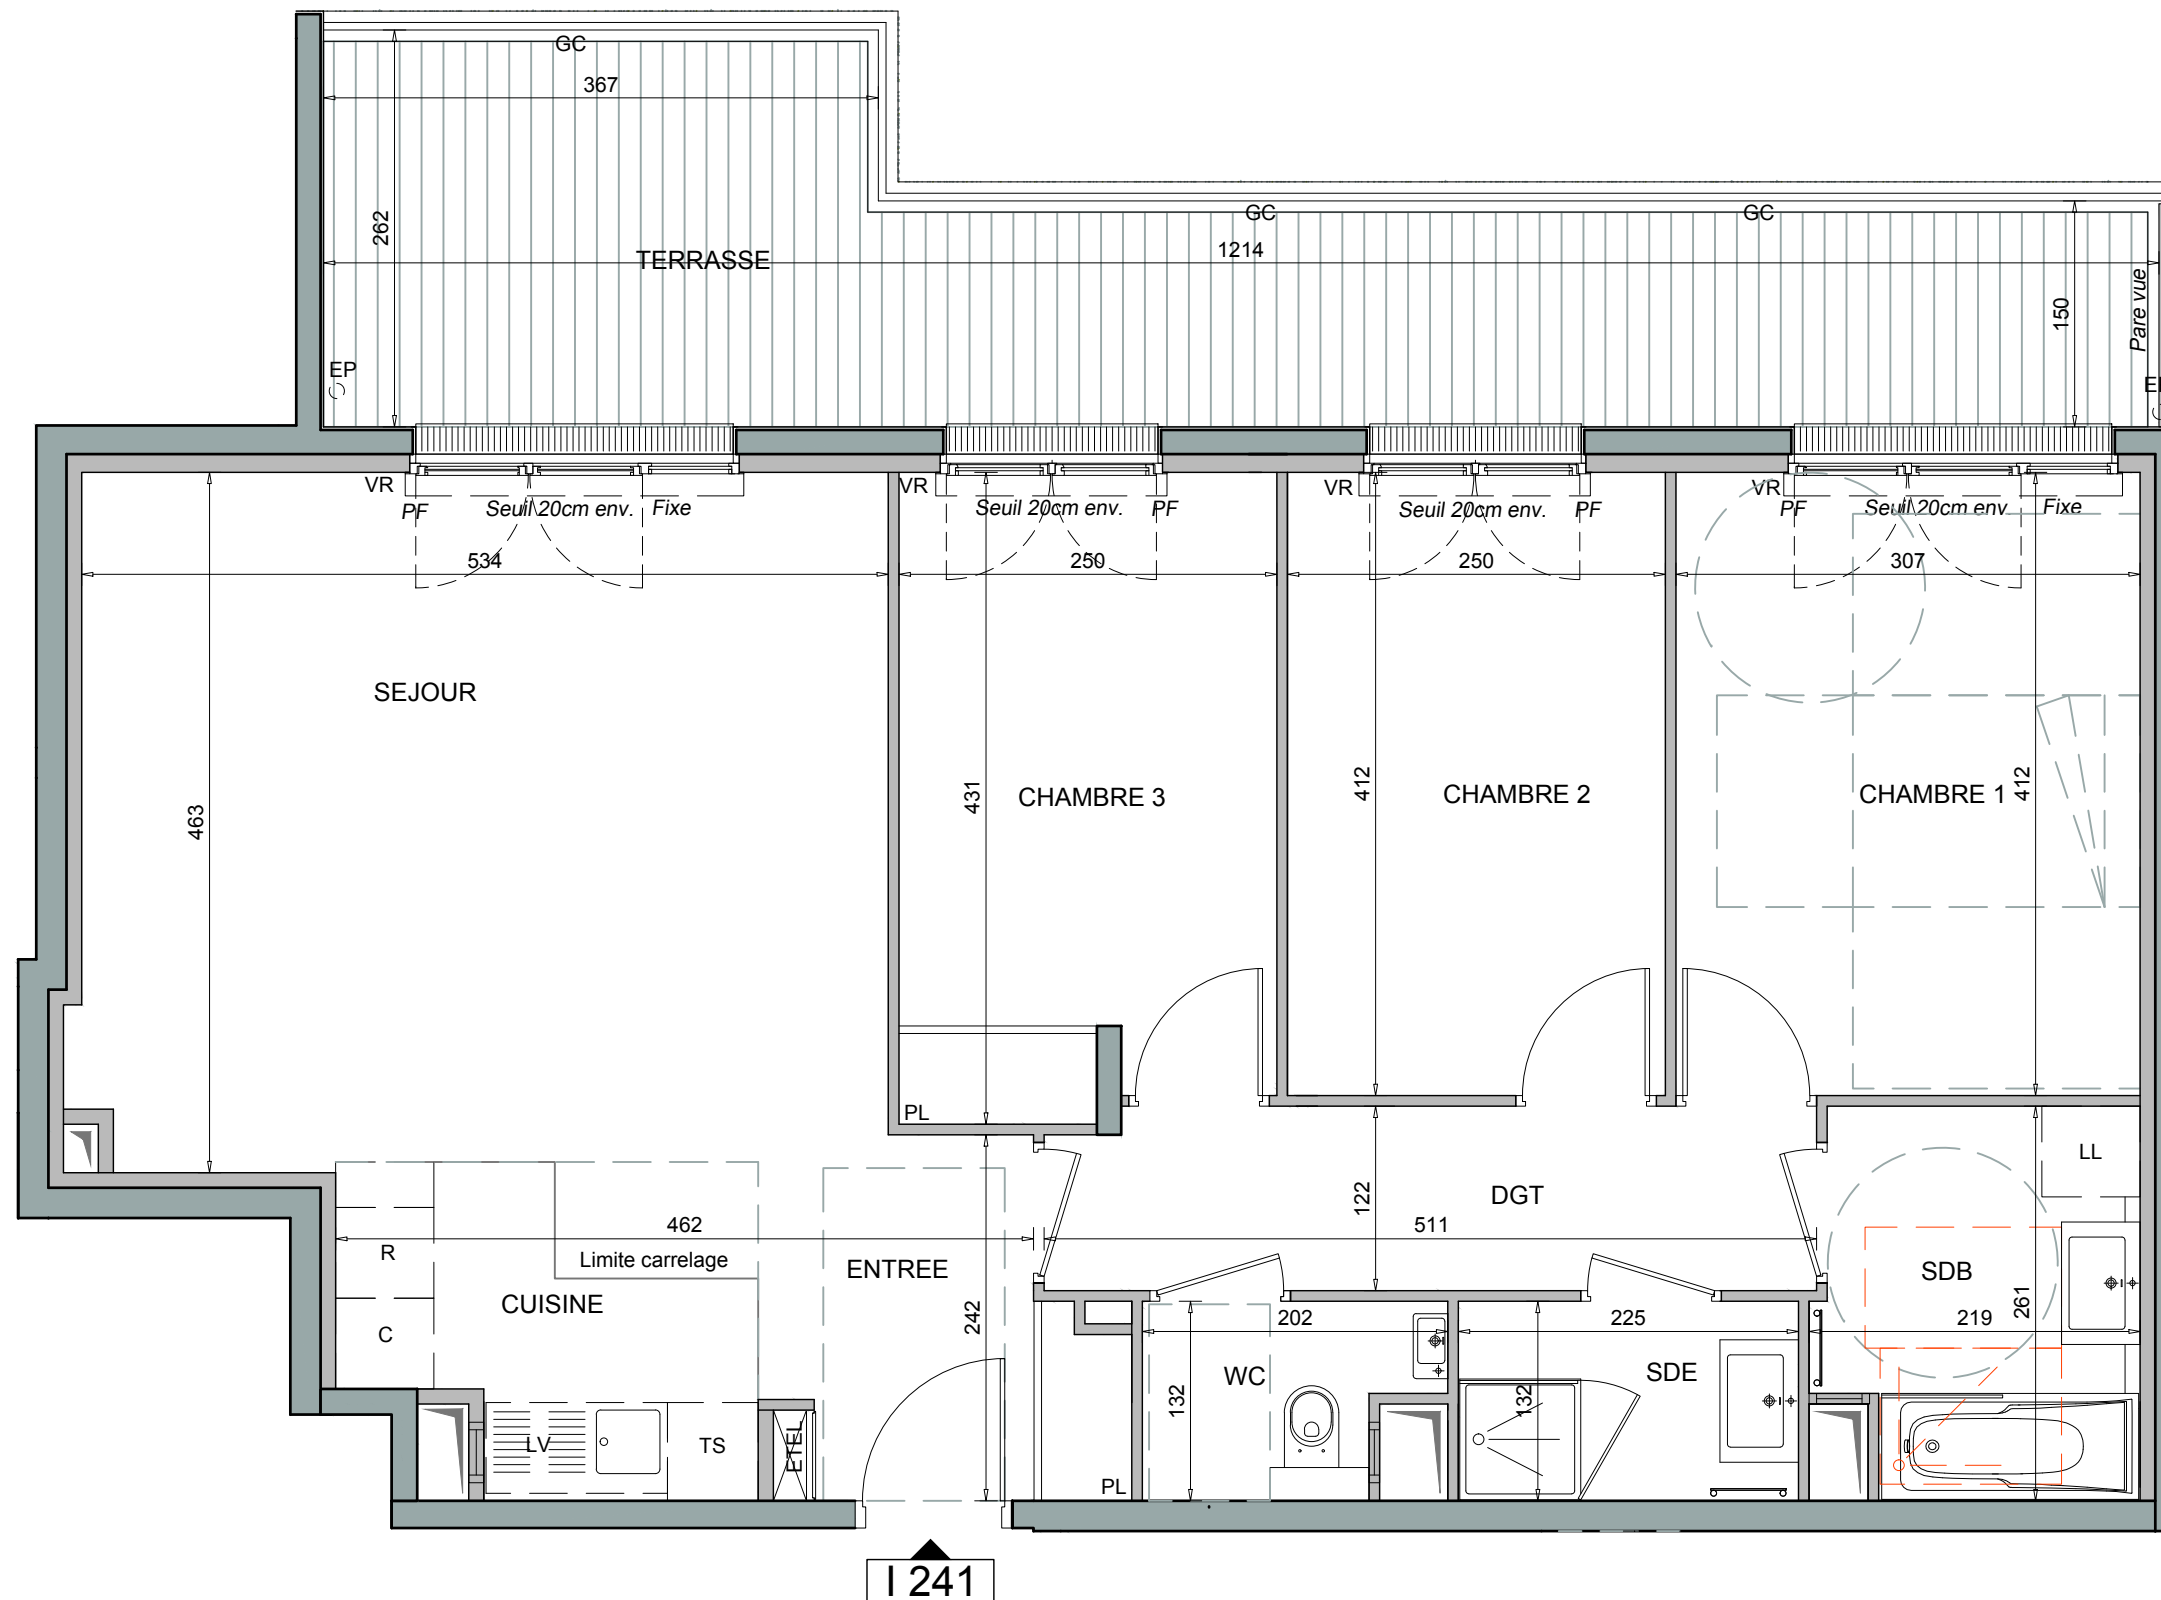 GC
367
262
GC
GC
TERRASSE
1214
150
Pare vue
EP
VR
PF
Seuil 20cm env.
Fixe
VR
Seuil 20cm env.
PF
VR
Seuil 20cm env.
PF
VR
PF
Seuil 20cm env.
Fixe
534
250
250
307
SEJOUR
463
431
CHAMBRE 3
412
CHAMBRE 2
CHAMBRE 1
412
PL
LL
DGT
122
511
462
Limite carrelage
R
ENTREE
SDB
CUISINE
C
242
202
225
261
219
WC
132
SDE
132
LV
TS
ETEL
PL
I 241